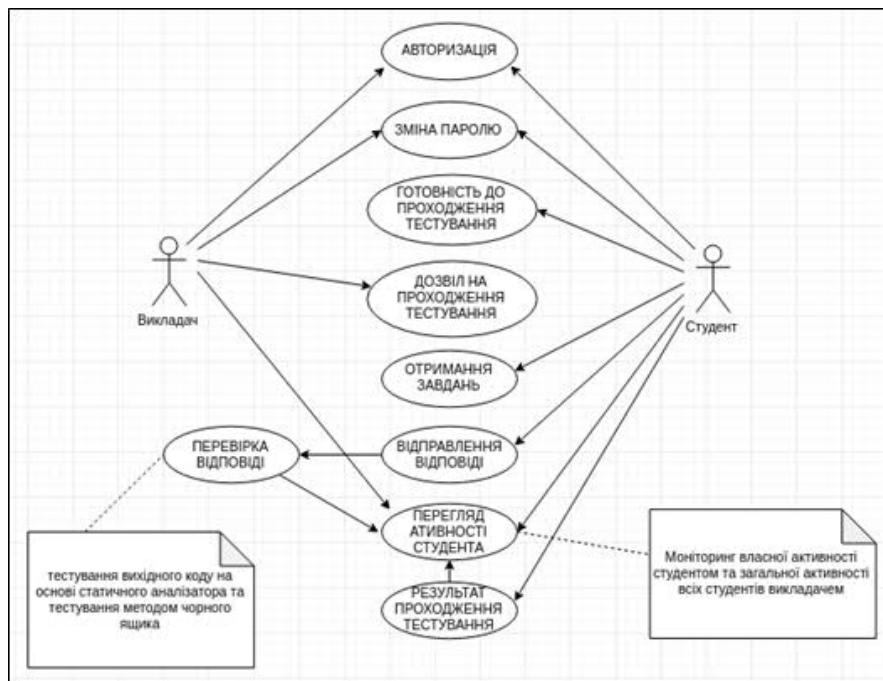 АВТОРИЗАЦІЯ
ЗМІНА ПАРОЛЮ
ГОТОВНІСТЬ ДО
ПРОХОДЖЕННЯ
ТЕСТУВАННЯ
Викладач
ДОЗВІЛ НА
ПРОХОДЖЕННЯ
ТЕСТУВАННЯ
Студент
ОТРИМАННЯ
ЗАВДАНЬ
ПЕРЕВІРКА
ВІДПОВІДІ
ВІДПРАВЛЕННЯ
ВІДПОВІДІ
ПЕРЕГЛЯД
АТИВНОСТІ
СТУДЕНТА
тестування вихідного коду на
основі статичного аналізатора та
тестування методом чорного
ящика
Моніторинг власної активності
студентом та загальної активності
всіх студентів викладачем
РЕЗУЛЬТАТ
ПРОХОДЖЕННЯ
ТЕСТУВАННЯ